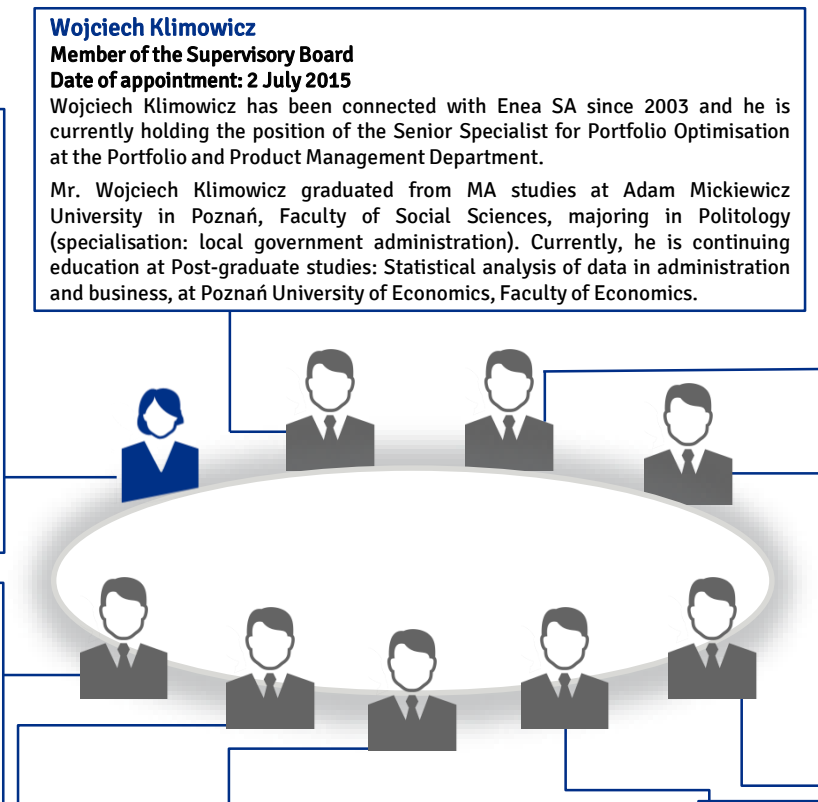 Wojciech Klimowicz
Member of the Supervisory Board
Date of appointment: 2 July 2015
Wojciech Klimowicz has been connected with Enea SA since 2003 and he is
currently holding the position of the Senior Specialist for Portfolio Optimisation
at the Portfolio and Product Management Department.
Mr. Wojciech Klimowicz graduated from MA studies at Adam Mickiewicz
University in Poznań, Faculty of Social Sciences, majoring in Politology
(specialisation: local government administration). Currently, he is continuing
education at Post-graduate studies: Statistical analysis of data in administration
and business, at Poznań University of Economics, Faculty of Economics.